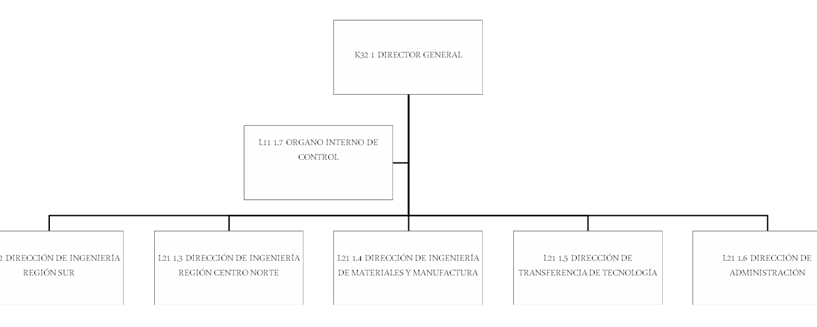 K32 1 DIRECTOR GENERAL
L11 1.7 ORGANO INTERNO DE
CONTROL
2 DIRECCIÓN DE INGENIERÍA
REGIÓN SUR
L21 1.3 DIRECCIÓN DE INGENIERÍA
REGIÓN CENTRO NORTE
L21 1.4 DIRECCIÓN DE INGENIERÍA
DE MATERIALES Y MANUFACTURA
L21 1.5 DIRECCIÓN DE
TRANSFERENCIA DE TECNOLOGÍA
L21 1.6 DIRECCIÓN DE
ADMINISTRACIÓN